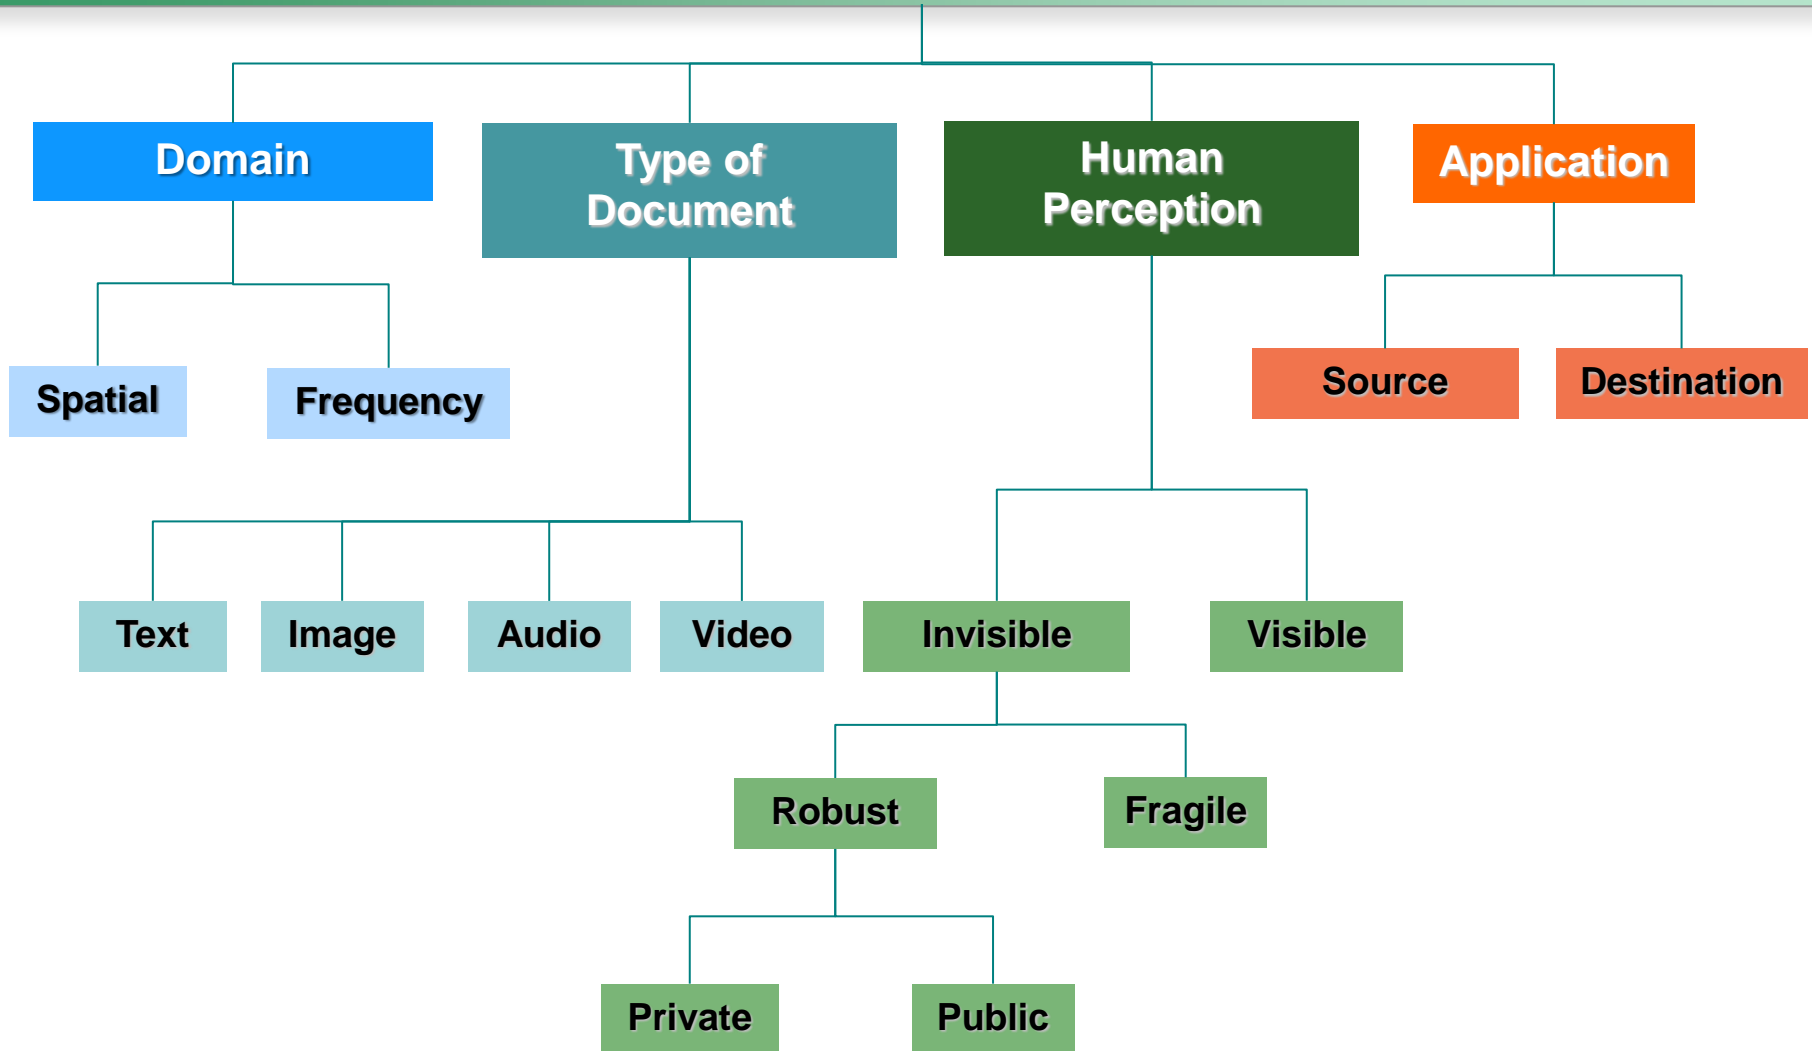 Domain
Type of
Document
Human
Perception
Application
Spatial
Frequency
Source
Destination
Text
Image
Audio
Video
Invisible
Visible
Robust
Fragile
Private
Public